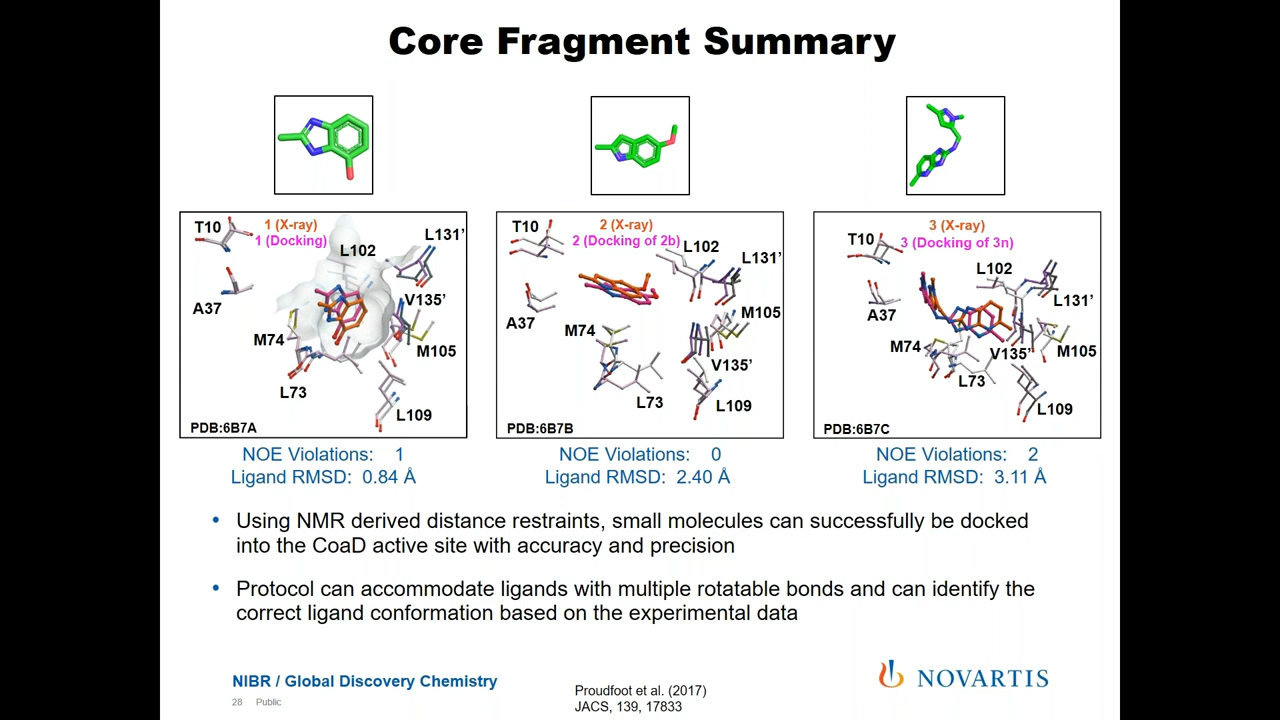 Core Fragment Summary
T10
1 (X-ray)
1 (Docking)
L102
L131’
A37
V135’
M74
M105
L73
L109
PDB:6B7A
T10
2 (X-ray)
2 (Docking of 2b)
L102
L131’
A37
M105
M74
V135’
L73
L109
PDB:6B7B
T10
3 (X-ray)
3 (Docking of 3n)
L102
L131’
A37
M74
V135’
M105
L73
L109
PDB:6B7C
NOE Violations: 1
Ligand RMSD: 0.84 Å
NOE Violations: 0
Ligand RMSD: 2.40 Å
NOE Violations: 2
Ligand RMSD: 3.11 Å
• Using NMR derived distance restraints, small molecules can successfully be docked
into the CoaD active site with accuracy and precision
• Protocol can accommodate ligands with multiple rotatable bonds and can identify the
correct ligand conformation based on the experimental data
NIBR / Global Discovery Chemistry
28 Public
Proudfoot et al. (2017)
JACS, 139, 17833
NOVARTIS